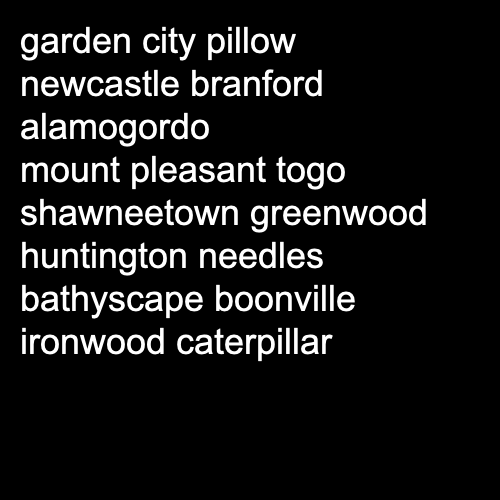 garden city pillow
newcastle branford
alamogordo
mount pleasant togo
shawneetown greenwood
huntington needles
bathyscape boonville
ironwood caterpillar